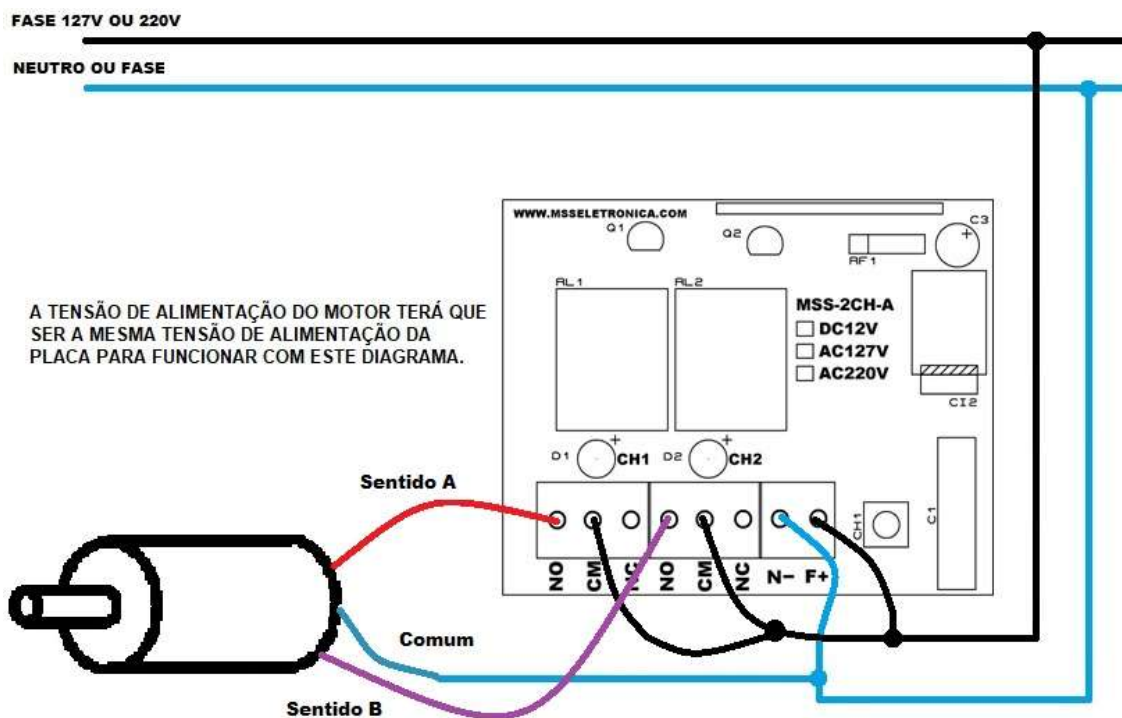 FASE 127V OU 220V
NEUTRO OU FASE
WWW.MSSELETRONICA.COM
Q1
Q2
C3
RF1
RL1
RL2
MSS-2CH-A
DC12V
AC127V
AC220V
A TENSÃO DE ALIMENTAÇÃO DO MOTOR TERÁ QUE
SER A MESMA TENSÃO DE ALIMENTAÇÃO DA
PLACA PARA FUNCIONAR COM ESTE DIAGRAMA.
CI2
D1
+
CH1
D2
+
CH2
Sentido A
CH1
C1
NO
CM
NC
NO
CM
NC
N- F+
Comum
Sentido B